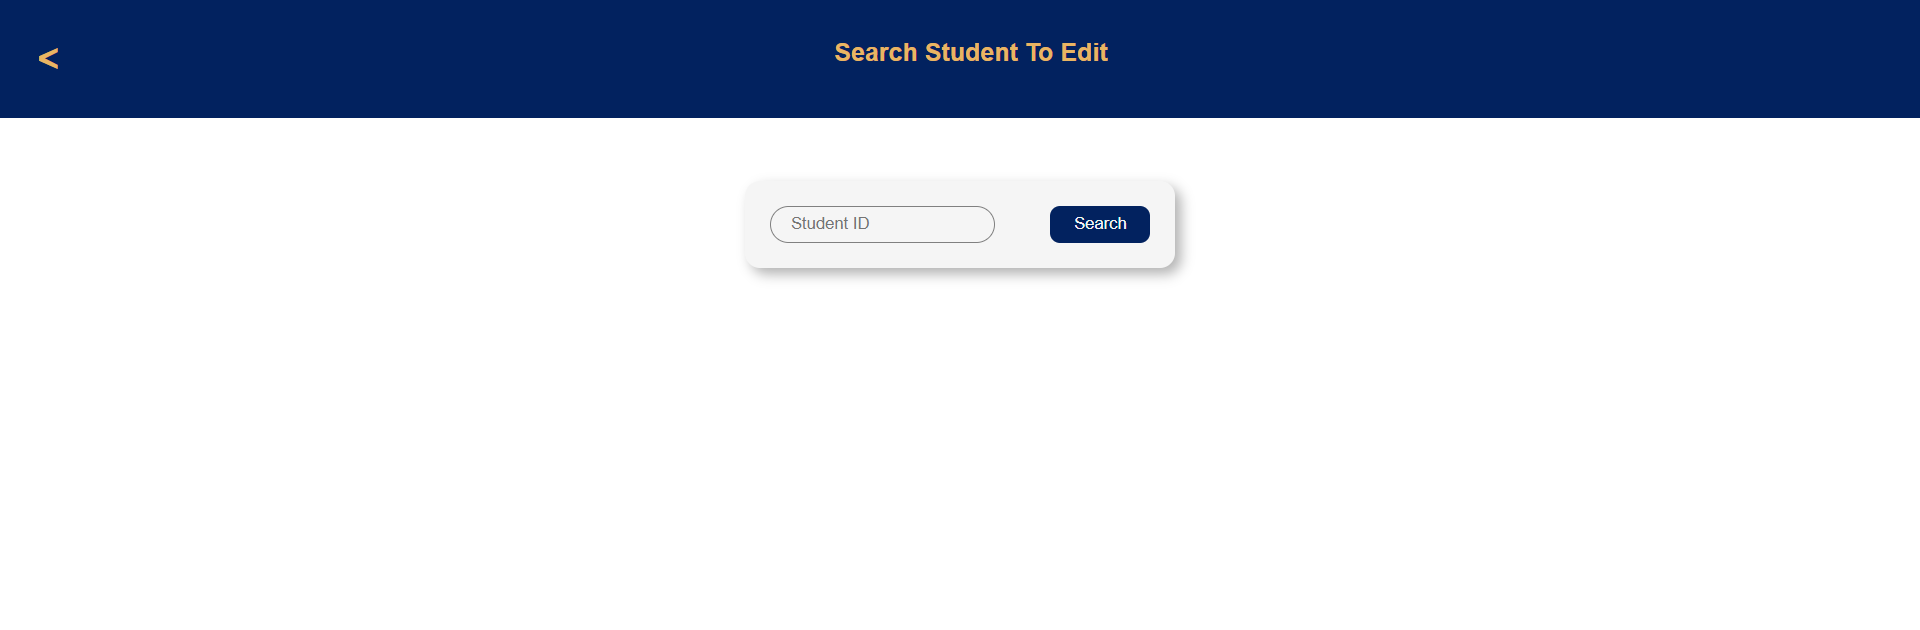 <
Search Student To Edit
Student ID
Search